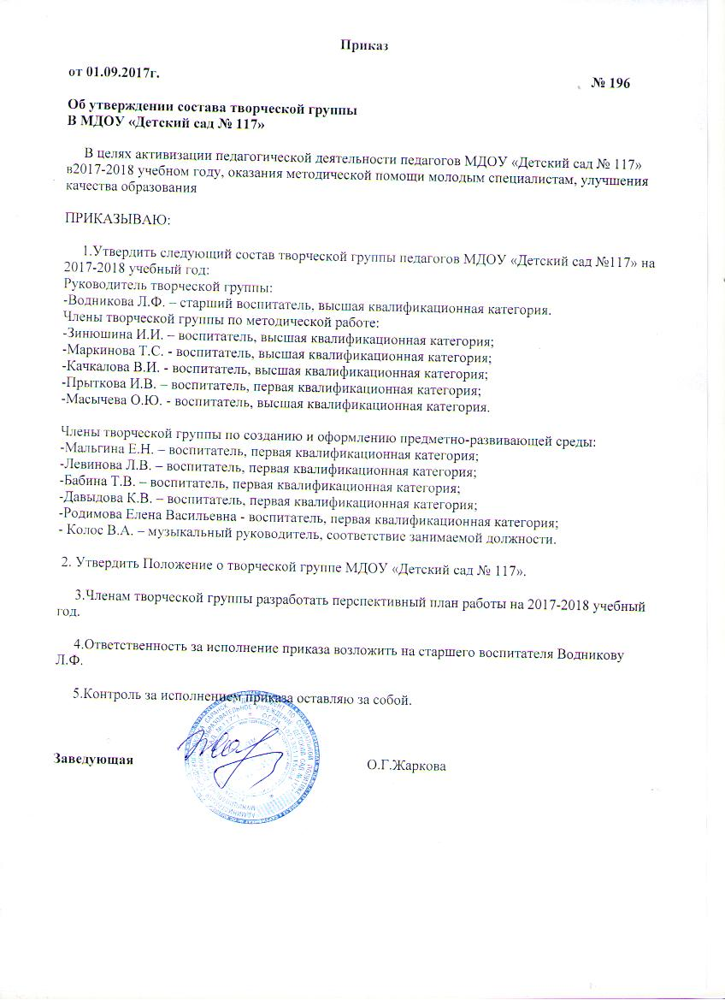 Приказ
от 01.09.2017г.
№ 196
Об утверждении состава творческой группы
В МДОУ «Детский сад № 117»
В целях активизации педагогической деятельности педагогов МДОУ «Детский сад № 117»
в2017-2018 учебном году, оказания методической помощи молодым специалистам, улучшения
качества образования
ПРИКАЗЫВАЮ:
1.Утвердить следующий состав творческой группы педагогов МДОУ «Детский сад №117» на
2017-2018 учебный год:
Руководитель творческой группы:
-Водникова Л.Ф. – старший воспитатель, высшая квалификационная категория.
Члены творческой группы по методической работе:
-Зинюшина И.И. – воспитатель, высшая квалификационная категория;
-Маркинова Т.С. - воспитатель, высшая квалификационная категория;
-Качкалова В.И. - воспитатель, высшая квалификационная категория;
-Прыткова И.В. – воспитатель, первая квалификационная категория;
-Масычева О.Ю. - воспитатель, высшая квалификационная категория.
Члены творческой группы по созданию и оформлению предметно-развивающей среды:
-Мальгина Е.Н. – воспитатель, первая квалификационная категория;
-Левинова Л.В. – воспитатель, первая квалификационная категория;
-Бабина Т.В. – воспитатель, первая квалификационная категория;
-Давыдова К.В. – воспитатель, первая квалификационная категория;
-Родимова Елена Васильевна - воспитатель, первая квалификационная категория;
- Колос В.А. – музыкальный руководитель, соответствие занимаемой должности.
2. Утвердить Положение о творческой группе МДОУ «Детский сад № 117».
3.Членам творческой группы разработать перспективный план работы на 2017-2018 учебный
год.
4.Ответственность за исполнение приказа возложить на старшего воспитателя Водникову
Л.Ф.
5.Контроль за исполнением приказа оставляю за собой.
Заведующая
О.Г.Жаркова